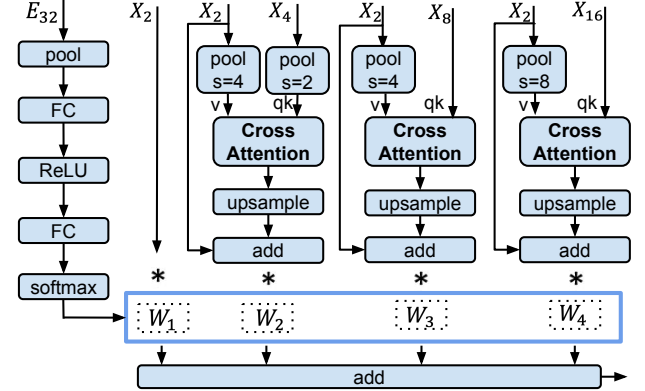 E₃₂ X₂ X₂ X₄ X₂ X₈ X₂ X₁₆
pool
pool
s=4
pool
s=2
pool
s=4
pool
s=8
v qk v qk v qk
FC
Cross
Attention
Cross
Attention
Cross
Attention
ReLU
upsample upsample upsample
FC
add add add
softmax
* * * *
W₁ W₂ W₃ W₄
add